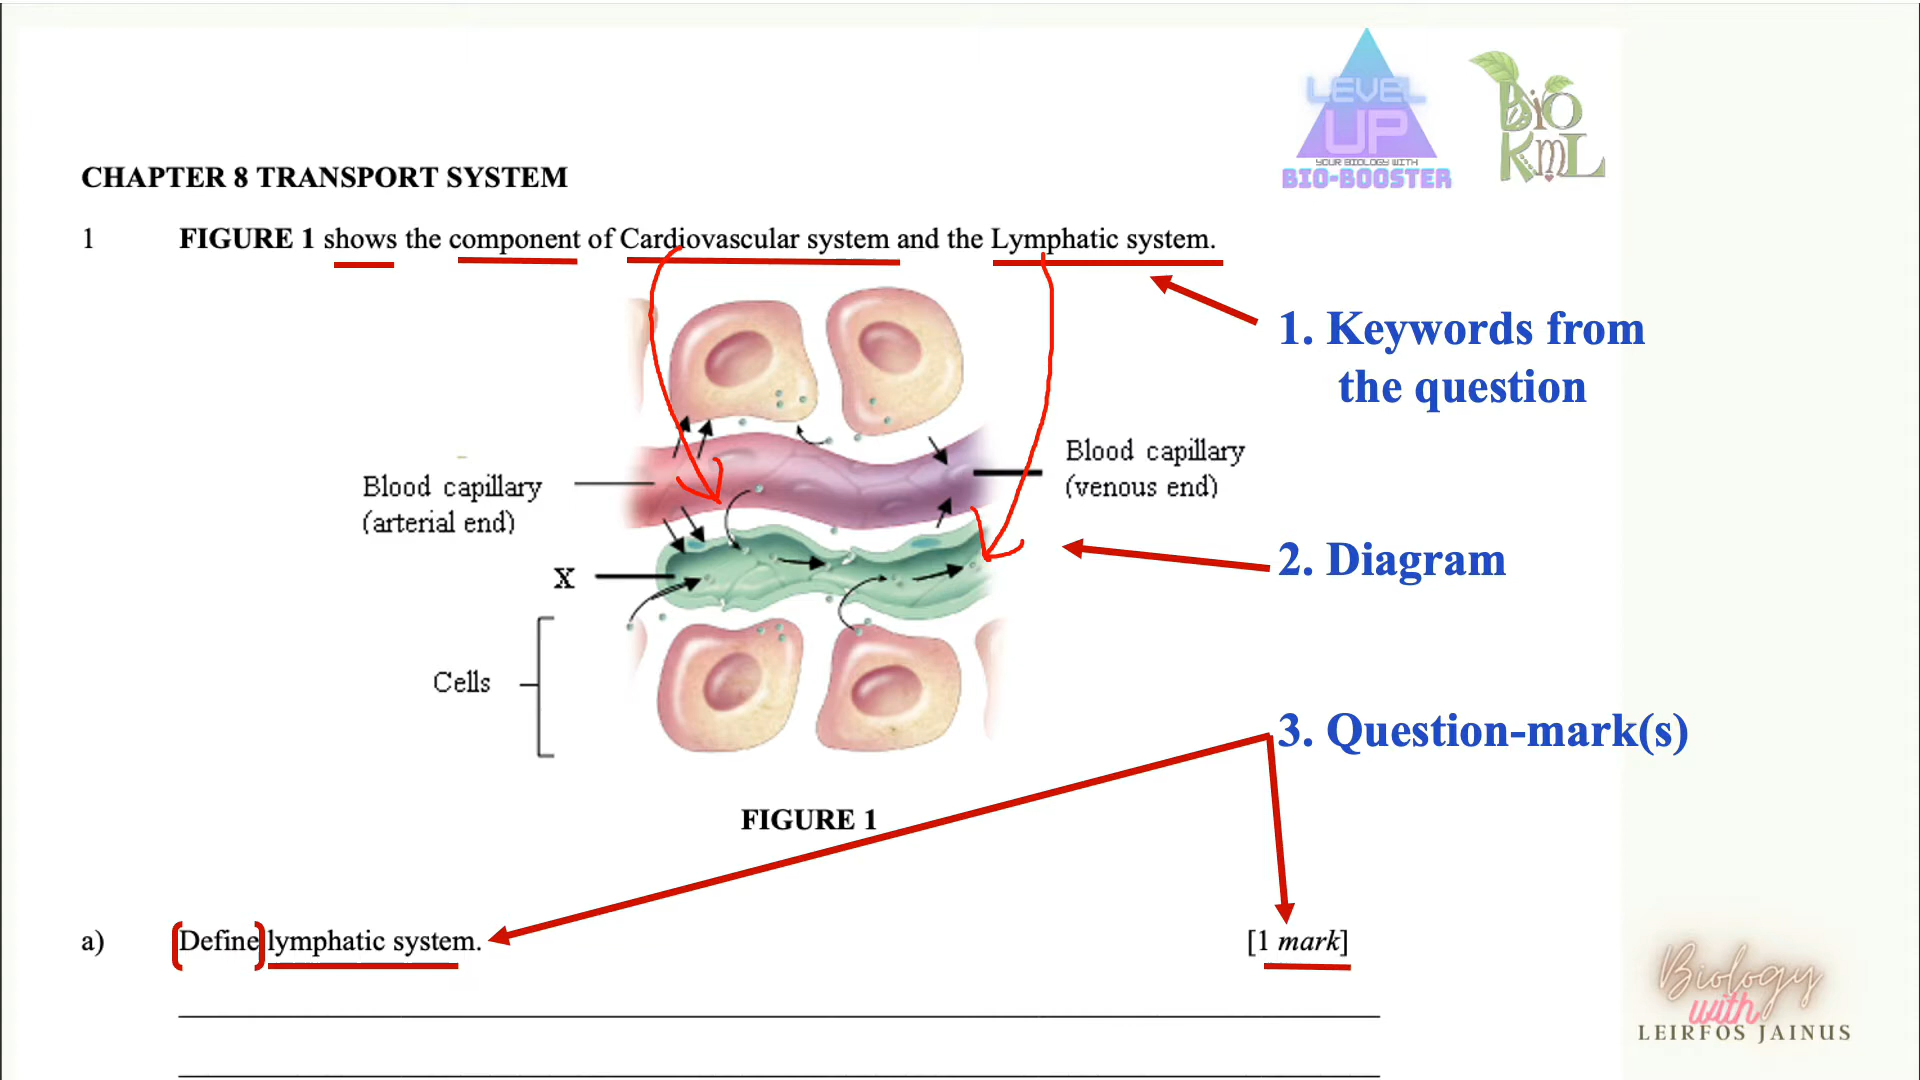 LEVEL
UP
YOUR BIOLOGY WITH
BIO-BOOSTER
BiO
KmL
CHAPTER 8 TRANSPORT SYSTEM
1 FIGURE 1 shows the component of Cardiovascular system and the Lymphatic system.
1. Keywords from
the question
Blood capillary
(arterial end)
Blood capillary
(venous end)
X
2. Diagram
Cells
3. Question-mark(s)
FIGURE 1
a) Define lymphatic system. [1 mark]
Biology
with
LEIRFOS JAINUS